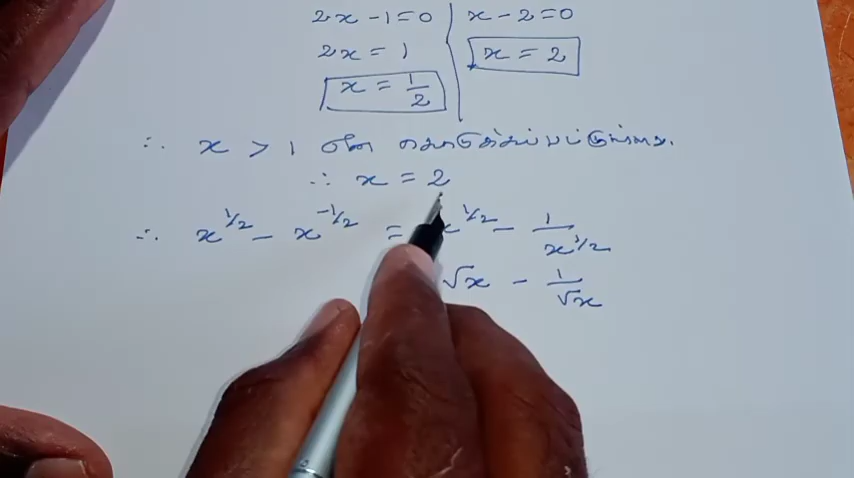 2x - 1 = 0 | x - 2 = 0
2x = 1 | x = 2
x = 1/2
∴ x > 1 என கொடுக்கப்பட்டுள்ளது.
∴ x = 2
∴ x^1/2 - x^-1/2 = x^1/2 - 1/x^1/2
√x - 1/√x